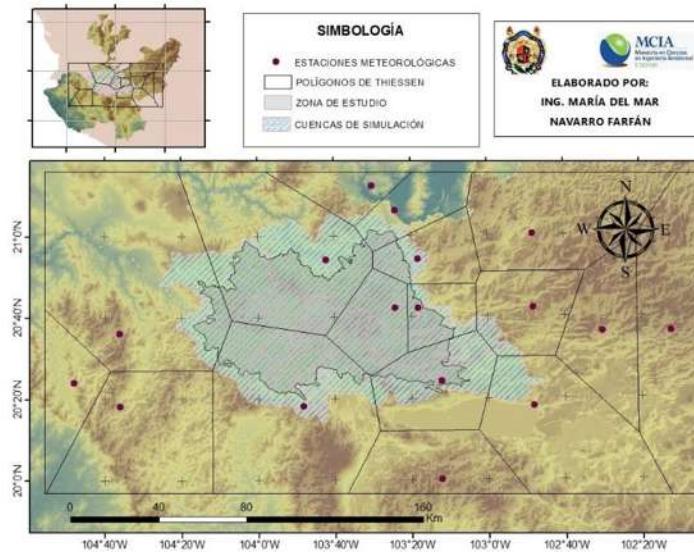 SIMBOLOGÍA
ESTACIONES METEOROLÓGICAS
POLÍGONOS DE THIESSEN
ZONA DE ESTUDIO
CUENCAS DE SIMULACIÓN
MCIA
ELABORADO POR:
ING. MARÍA DEL MAR
NAVARRO FARFÁN
N
W E
S
21°0'N
20°40'N
20°20'N
20°0'N
0 40 80 160
Km
104°40'W 104°20'W 104°0'W 103°40'W 103°20'W 103°0'W 102°40'W 102°20'W